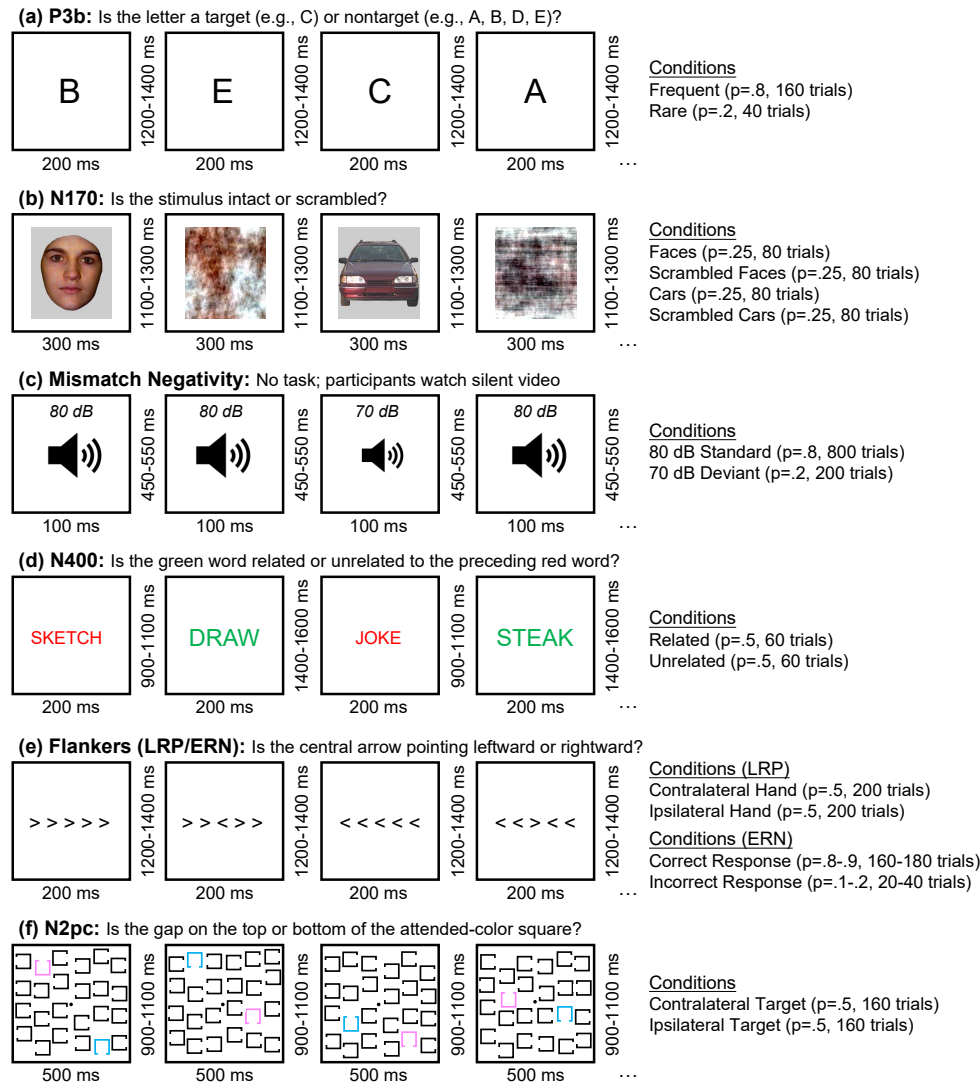 (a) P3b: Is the letter a target (e.g., C) or nontarget (e.g., A, B, D, E)?
B
1200-1400 ms
E
1200-1400 ms
C
1200-1400 ms
A
1200-1400 ms
200 ms
200 ms
200 ms
200 ms
...
Conditions
Frequent (p=.8, 160 trials)
Rare (p=.2, 40 trials)
(b) N170: Is the stimulus intact or scrambled?
1100-1300 ms
1100-1300 ms
1100-1300 ms
1100-1300 ms
300 ms
300 ms
300 ms
300 ms
...
Conditions
Faces (p=.25, 80 trials)
Scrambled Faces (p=.25, 80 trials)
Cars (p=.25, 80 trials)
Scrambled Cars (p=.25, 80 trials)
(c) Mismatch Negativity: No task; participants watch silent video
80 dB
450-550 ms
80 dB
450-550 ms
70 dB
450-550 ms
80 dB
450-550 ms
100 ms
100 ms
100 ms
100 ms
...
Conditions
80 dB Standard (p=.8, 800 trials)
70 dB Deviant (p=.2, 200 trials)
(d) N400: Is the green word related or unrelated to the preceding red word?
SKETCH
900-1100 ms
DRAW
1400-1600 ms
JOKE
900-1100 ms
STEAK
1400-1600 ms
200 ms
200 ms
200 ms
200 ms
...
Conditions
Related (p=.5, 60 trials)
Unrelated (p=.5, 60 trials)
(e) Flankers (LRP/ERN): Is the central arrow pointing leftward or rightward?
> > > > >
1200-1400 ms
> > < > >
1200-1400 ms
< < < < <
1200-1400 ms
< < > < <
1200-1400 ms
200 ms
200 ms
200 ms
200 ms
...
Conditions (LRP)
Contralateral Hand (p=.5, 200 trials)
Ipsilateral Hand (p=.5, 200 trials)
Conditions (ERN)
Correct Response (p=.8-.9, 160-180 trials)
Incorrect Response (p=.1-.2, 20-40 trials)
(f) N2pc: Is the gap on the top or bottom of the attended-color square?
900-1100 ms
900-1100 ms
900-1100 ms
900-1100 ms
500 ms
500 ms
500 ms
500 ms
...
Conditions
Contralateral Target (p=.5, 160 trials)
Ipsilateral Target (p=.5, 160 trials)